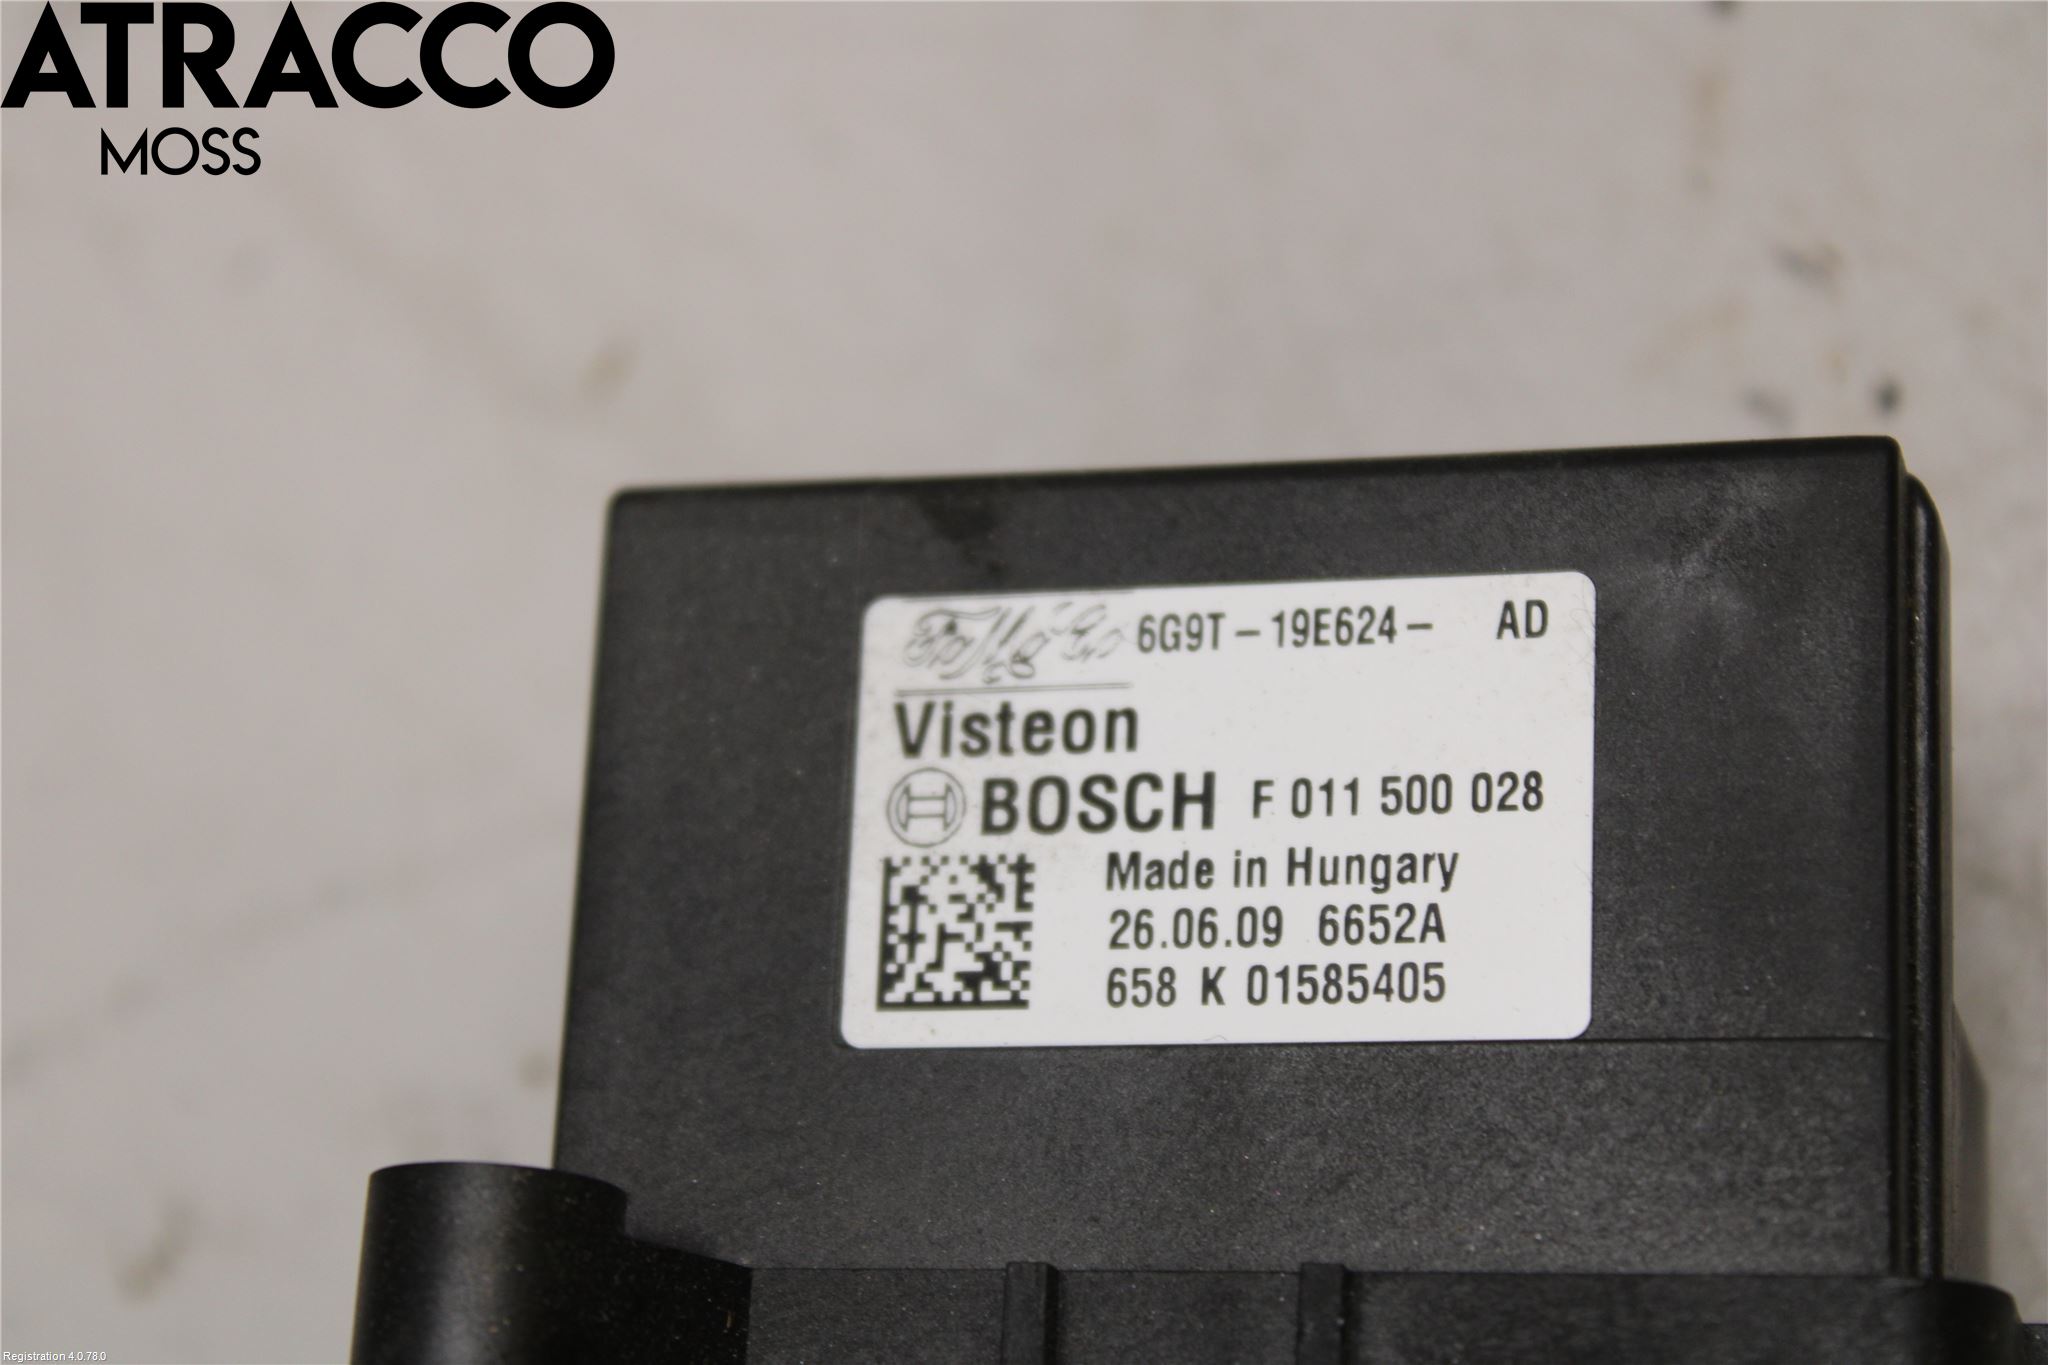 ATRACCO
MOSS
6G9T - 19E624 - AD
Visteon
BOSCH F 011 500 028
Made in Hungary
26.06.09 6652A
658 K 01585405
Registration 4.0.78.0